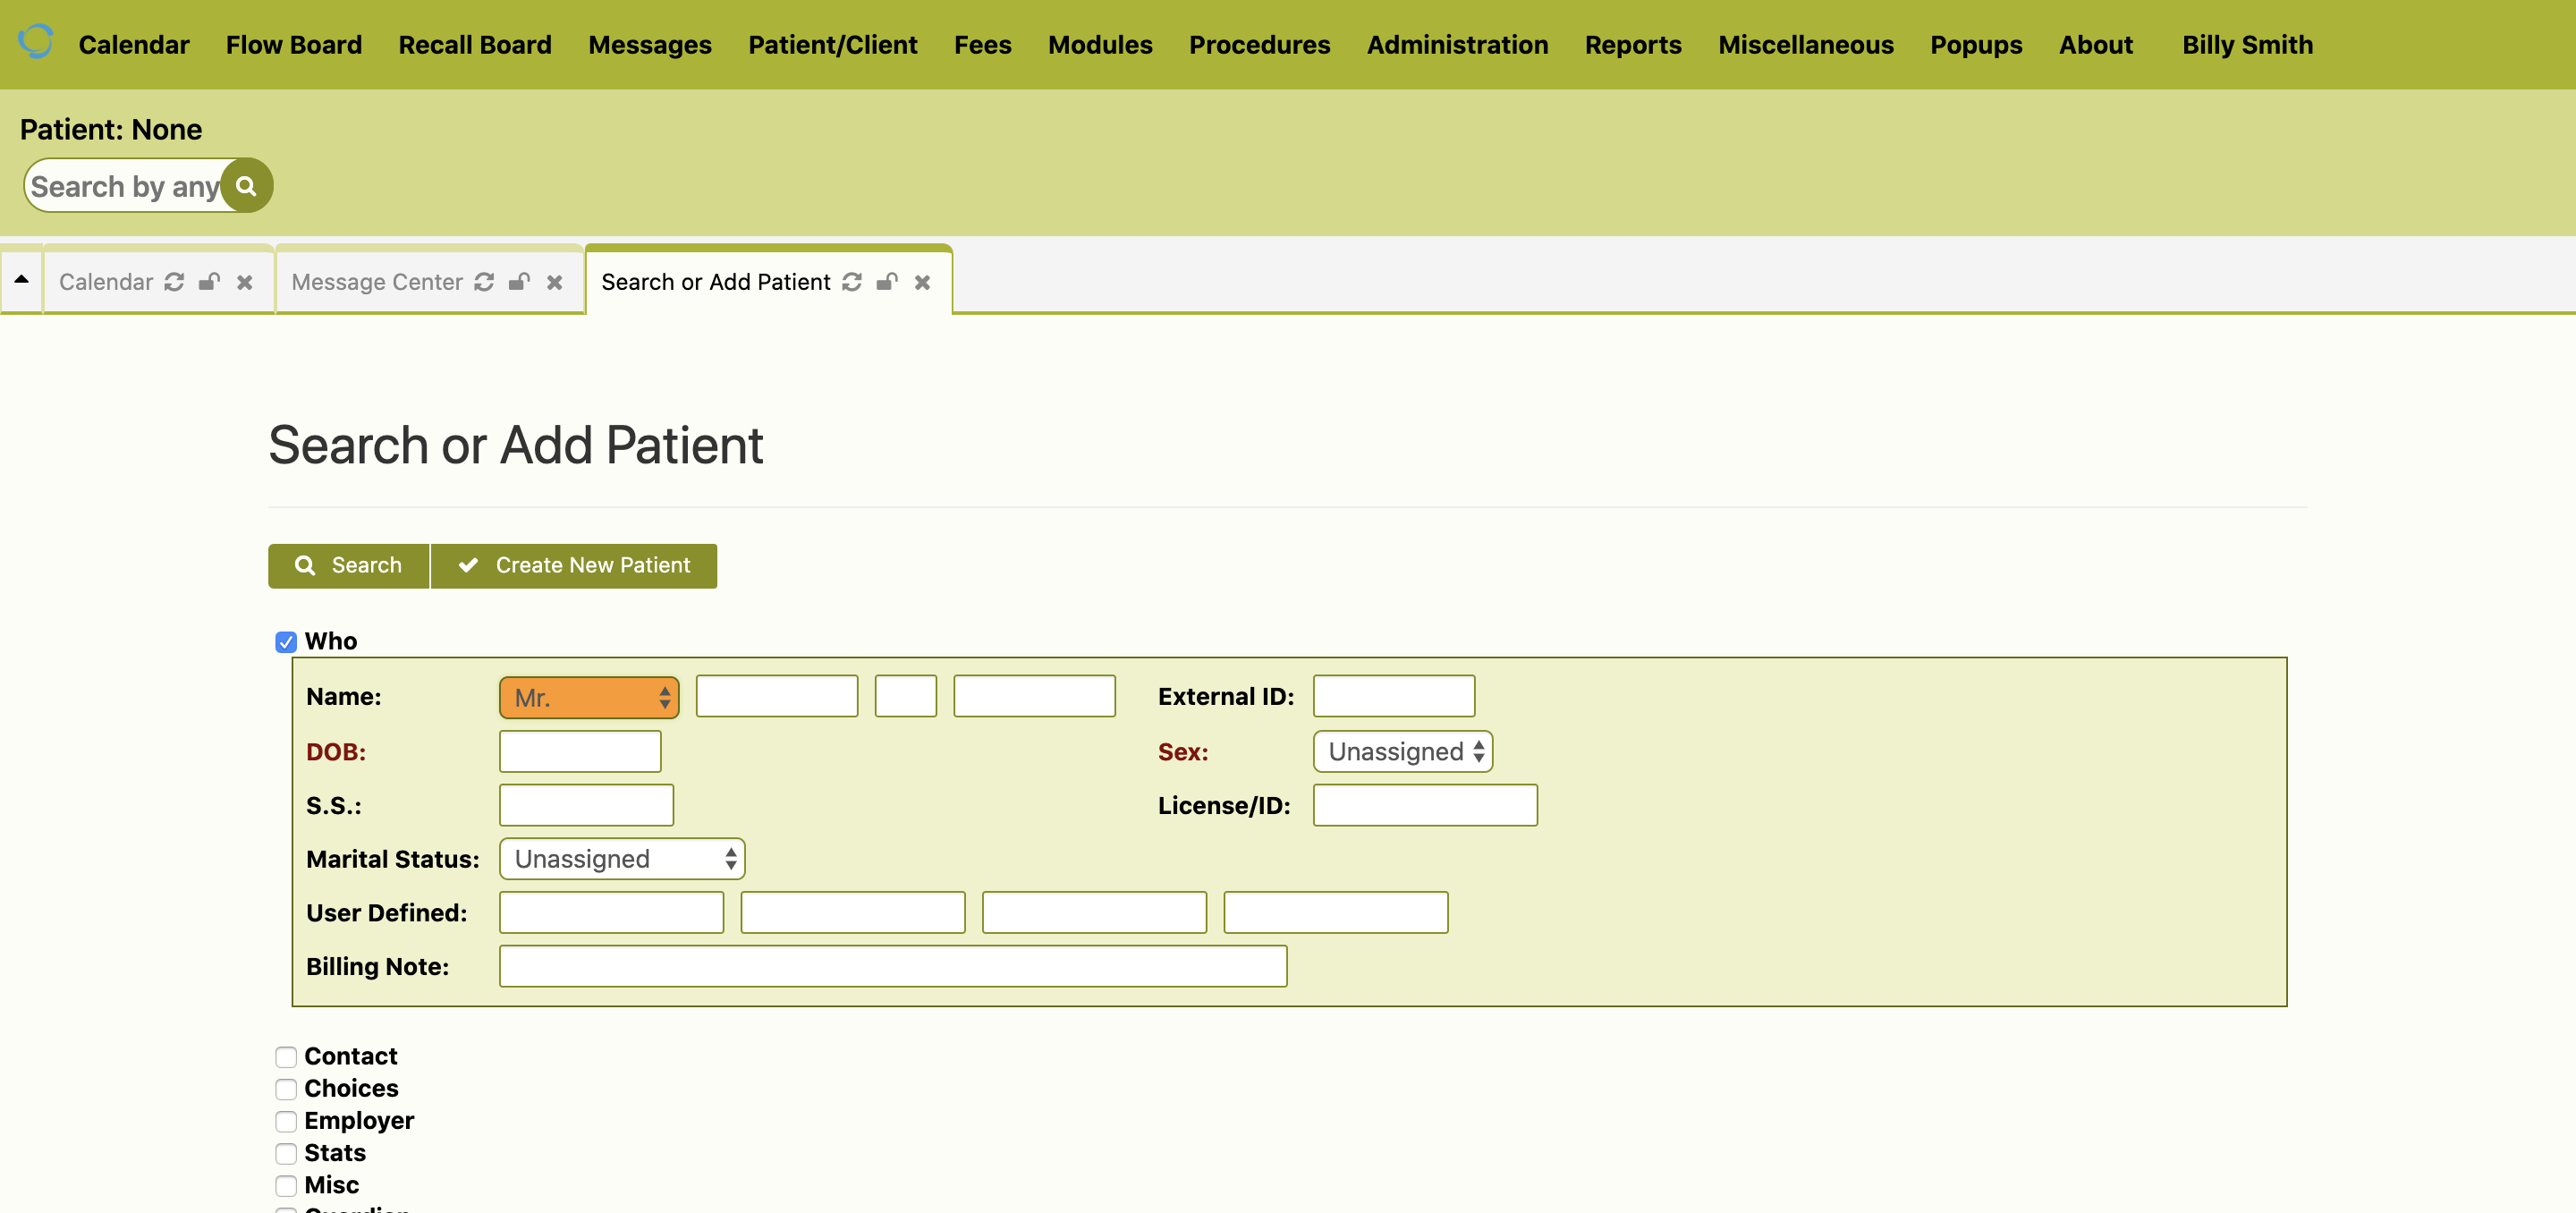 Calendar Flow Board Recall Board Messages Patient/Client Fees Modules Procedures Administration Reports Miscellaneous Popups About Billy Smith
Patient: None
Search by any
Calendar Message Center Search or Add Patient
Search or Add Patient
Search Create New Patient
Who
Name: Mr. External ID:
DOB: Sex: Unassigned
S.S.: License/ID:
Marital Status: Unassigned
User Defined:
Billing Note:
Contact
Choices
Employer
Stats
Misc